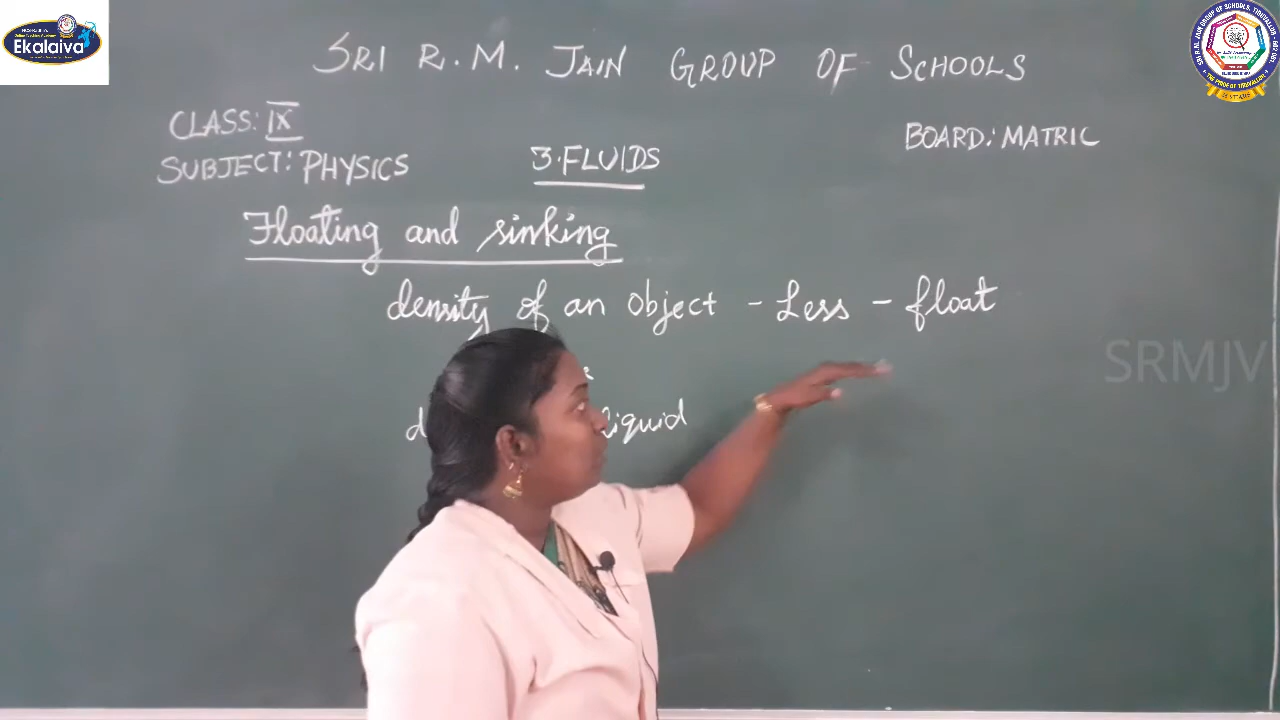 Ekalaiva
SRI R.M. JAIN GROUP OF SCHOOLS
CLASS: IX
BOARD: MATRIC
SUBJECT: PHYSICS
3. FLUIDS
Floating and sinking
density of an object - Less - float
liquid
SRMJV